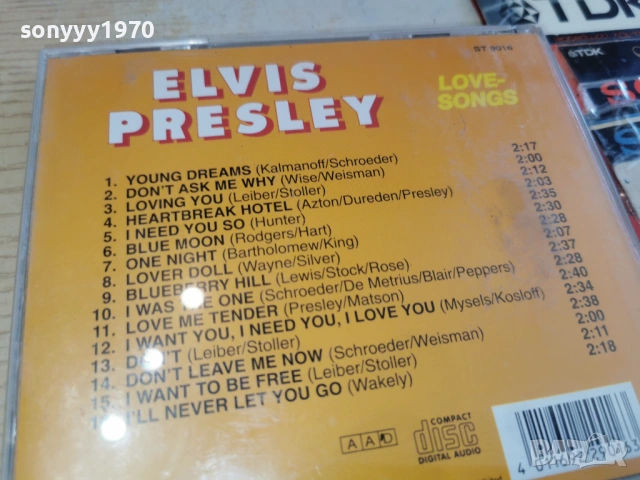 sonyyy1970
TDK
TDK
ST 9016
ELVIS
PRESLEY
LOVE-
SONGS
1. YOUNG DREAMS (Kalmanoff/Schroeder) 2:17
2. DON'T ASK ME WHY (Wise/Weisman) 2:00
3. LOVING YOU (Leiber/Stoller) 2:12
4. HEARTBREAK HOTEL (Azton/Dureden/Presley) 2:03
5. I NEED YOU SO (Hunter) 2:35
6. BLUE MOON (Rodgers/Hart) 2:30
7. ONE NIGHT (Bartholomew/King) 2:28
8. LOVER DOLL (Wayne/Silver) 2:07
9. BLUEBERRY HILL (Lewis/Stock/Rose) 2:37
10. I WAS THE ONE (Schroeder/De Metrius/Blair/Peppers) 2:28
11. LOVE ME TENDER (Presley/Matson) 2:40
12. I WANT YOU, I NEED YOU, I LOVE YOU (Mysels/Kosloff) 2:34
13. DON'T (Leiber/Stoller) 2:38
14. DON'T LEAVE ME NOW (Schroeder/Weisman) 2:00
15. I WANT TO BE FREE (Leiber/Stoller) 2:11
I'LL NEVER LET YOU GO (Wakely) 2:18
AAD
COMPACT
disc
DIGITAL AUDIO